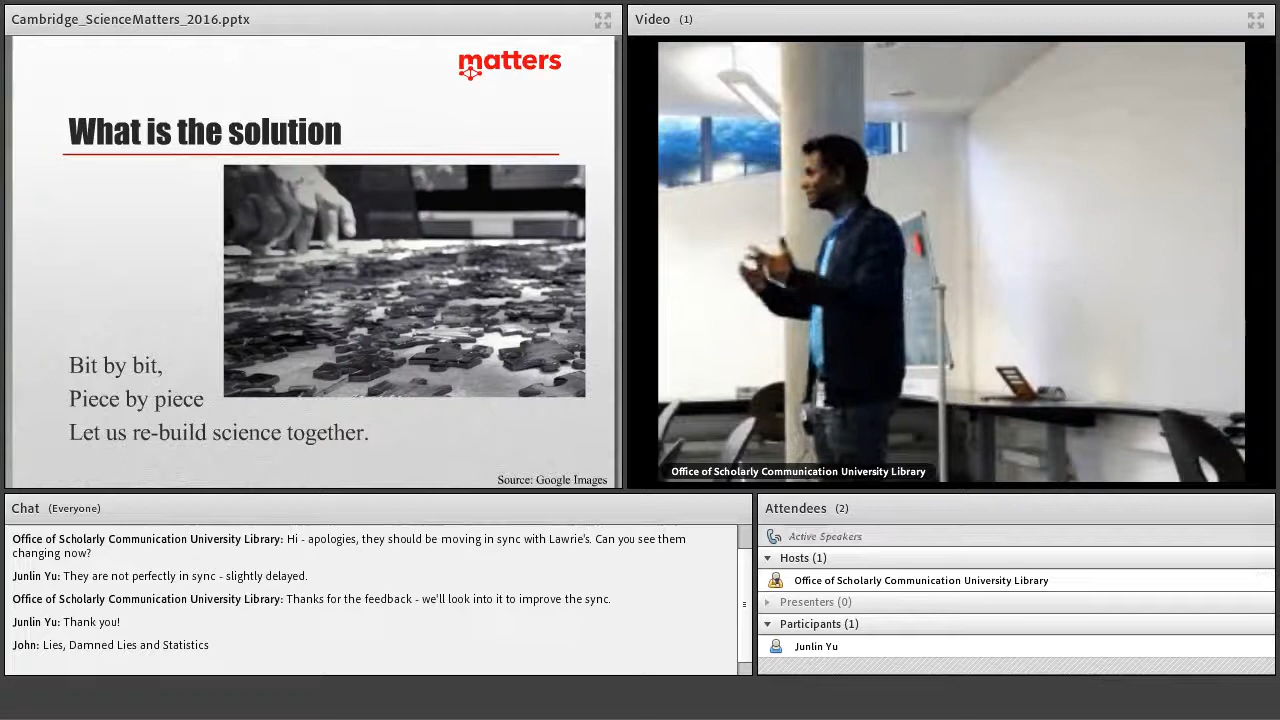 Cambridge_ScienceMatters_2016.pptx
matters
What is the solution
Bit by bit,
Piece by piece
Let us re-build science together.
Source: Google Images
Video (1)
Office of Scholarly Communication University Library
Chat (Everyone)
Office of Scholarly Communication University Library: Hi - apologies, they should be moving in sync with Lawrie's. Can you see them
changing now?
Junlin Yu: They are not perfectly in sync - slightly delayed.
Office of Scholarly Communication University Library: Thanks for the feedback - we'll look into it to improve the sync.
Junlin Yu: Thank you!
John: Lies, Damned Lies and Statistics
Attendees (2)
Active Speakers
Hosts (1)
Office of Scholarly Communication University Library
Presenters (0)
Participants (1)
Junlin Yu